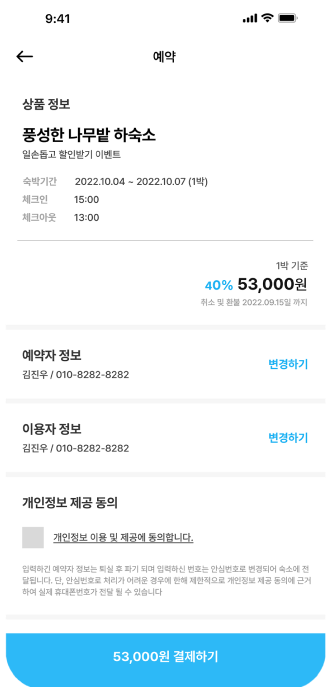 9:41
예약
상품 정보
풍성한 나무밭 하숙소
일손돕고 할인받기 이벤트
숙박기간 2022.10.04 ~ 2022.10.07 (1박)
체크인 15:00
체크아웃 13:00
1박 기준
40% 53,000원
취소 및 환불 2022.09.15일 까지
예약자 정보
김진우 / 010-8282-8282
변경하기
이용자 정보
김진우 / 010-8282-8282
변경하기
개인정보 제공 동의
개인정보 이용 및 제공에 동의합니다.
입력하긴 예약자 정보는 퇴실 후 파기 되며 입력하신 번호는 안심번호로 변경되어 숙소에 전
달됩니다. 단, 안심번호로 처리가 어려운 경우에 한해 제한적으로 개인정보 제공 동의에 근거
하여 실제 휴대폰번호가 전달 될 수 있습니다
53,000원 결제하기